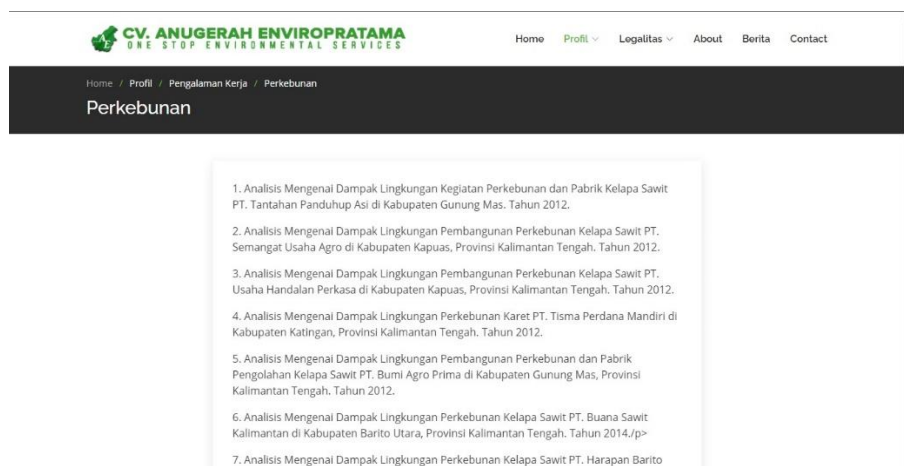 CV. ANUGERAH ENVIROPRATAMA
ONE STOP ENVIRONMENTAL SERVICES
Home Profil Legalitas About Berita Contact
Home / Profil / Pengalaman Kerja / Perkebunan
Perkebunan
1. Analisis Mengenai Dampak Lingkungan Kegiatan Perkebunan dan Pabrik Kelapa Sawit
PT. Tantahan Panduhup Asi di Kabupaten Gunung Mas. Tahun 2012.
2. Analisis Mengenai Dampak Lingkungan Pembangunan Perkebunan Kelapa Sawit PT.
Semangat Usaha Agro di Kabupaten Kapuas, Provinsi Kalimantan Tengah. Tahun 2012.
3. Analisis Mengenai Dampak Lingkungan Pembangunan Perkebunan Kelapa Sawit PT.
Usaha Handalan Perkasa di Kabupaten Kapuas, Provinsi Kalimantan Tengah. Tahun 2012.
4. Analisis Mengenai Dampak Lingkungan Perkebunan Karet PT. Tisma Perdana Mandiri di
Kabupaten Katingan, Provinsi Kalimantan Tengah. Tahun 2012.
5. Analisis Mengenai Dampak Lingkungan Pembangunan Perkebunan dan Pabrik
Pengolahan Kelapa Sawit PT. Bumi Agro Prima di Kabupaten Gunung Mas, Provinsi
Kalimantan Tengah. Tahun 2012.
6. Analisis Mengenai Dampak Lingkungan Perkebunan Kelapa Sawit PT. Buana Sawit
Kalimantan di Kabupaten Barito Utara, Provinsi Kalimantan Tengah. Tahun 2014./p>
7. Analisis Mengenai Dampak Lingkungan Perkebunan Kelapa Sawit PT. Harapan Barito